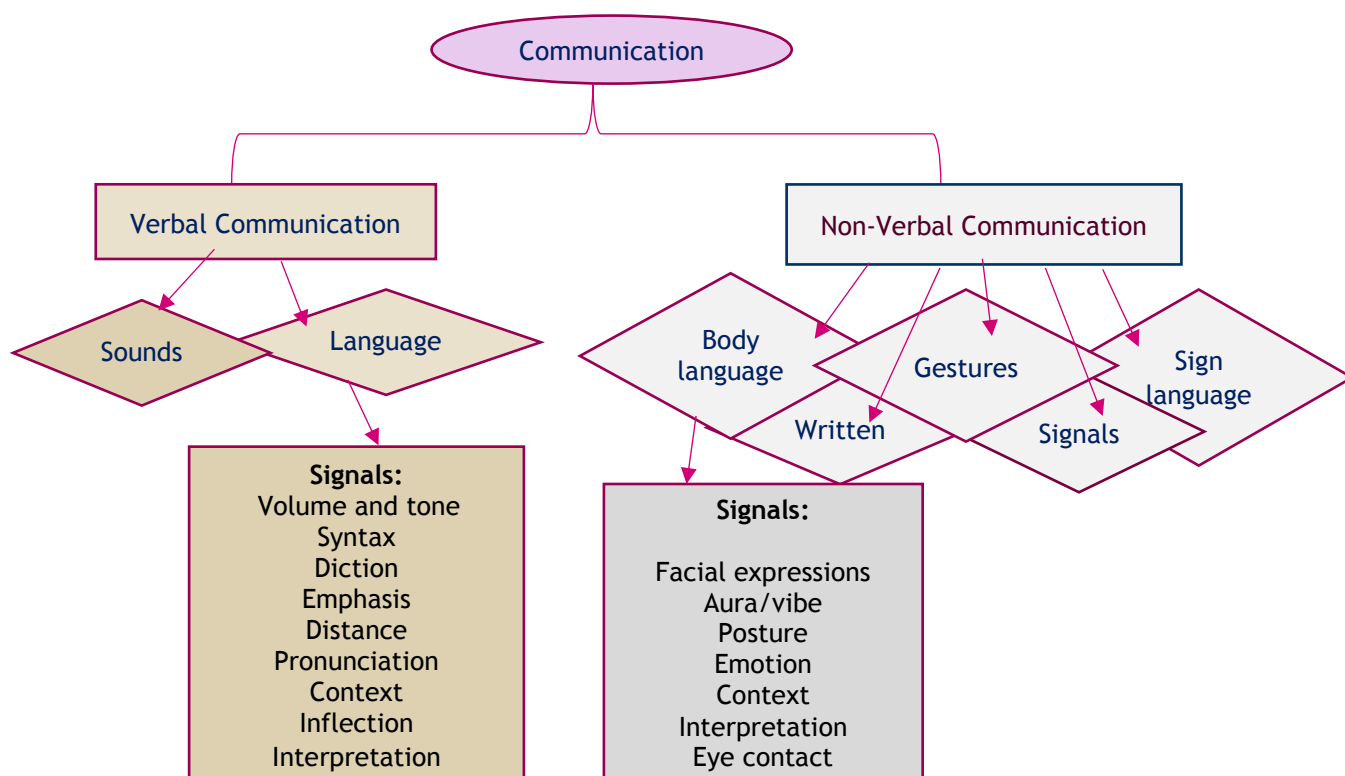 Communication
Verbal Communication
Non-Verbal Communication
Sounds
Language
Body
language
Written
Gestures
Signals
Sign
language
Signals:
Volume and tone
Syntax
Diction
Emphasis
Distance
Pronunciation
Context
Inflection
Interpretation
Signals:
Facial expressions
Aura/vibe
Posture
Emotion
Context
Interpretation
Eye contact